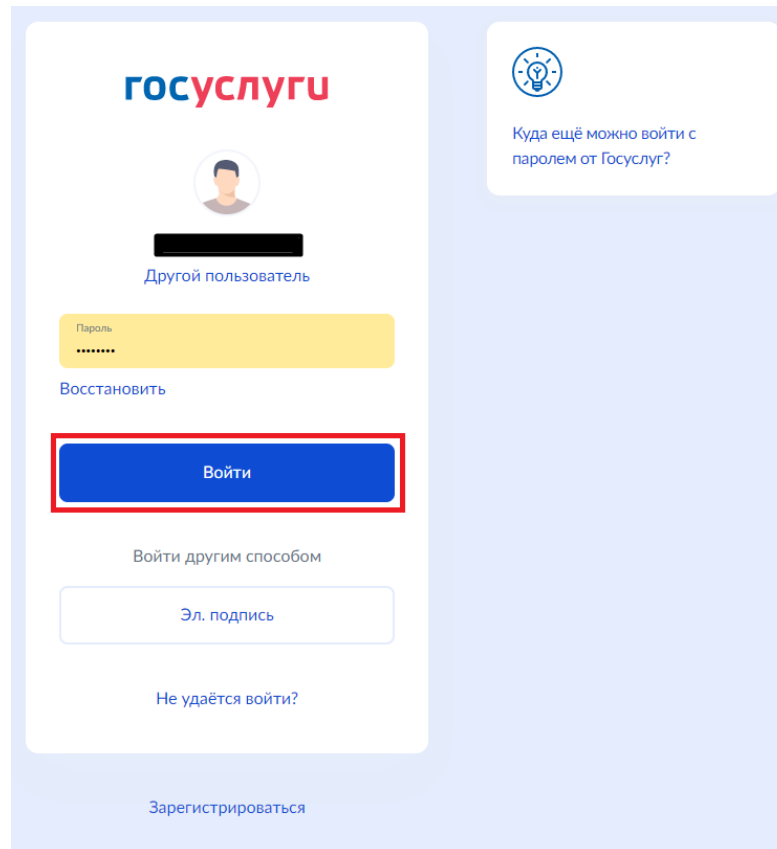 госуслуги
Другой пользователь
Пароль
••••••••
Восстановить
Войти
Войти другим способом
Эл. подпись
Не удаётся войти?
Зарегистрироваться
Куда ещё можно войти с
паролем от Госуслуг?